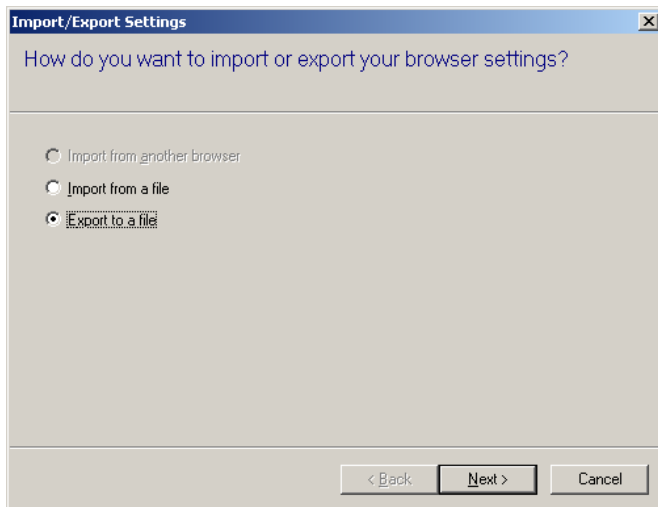 Import/Export Settings
How do you want to import or export your browser settings?
Import from another browser
Import from a file
Export to a file
< Back
Next >
Cancel